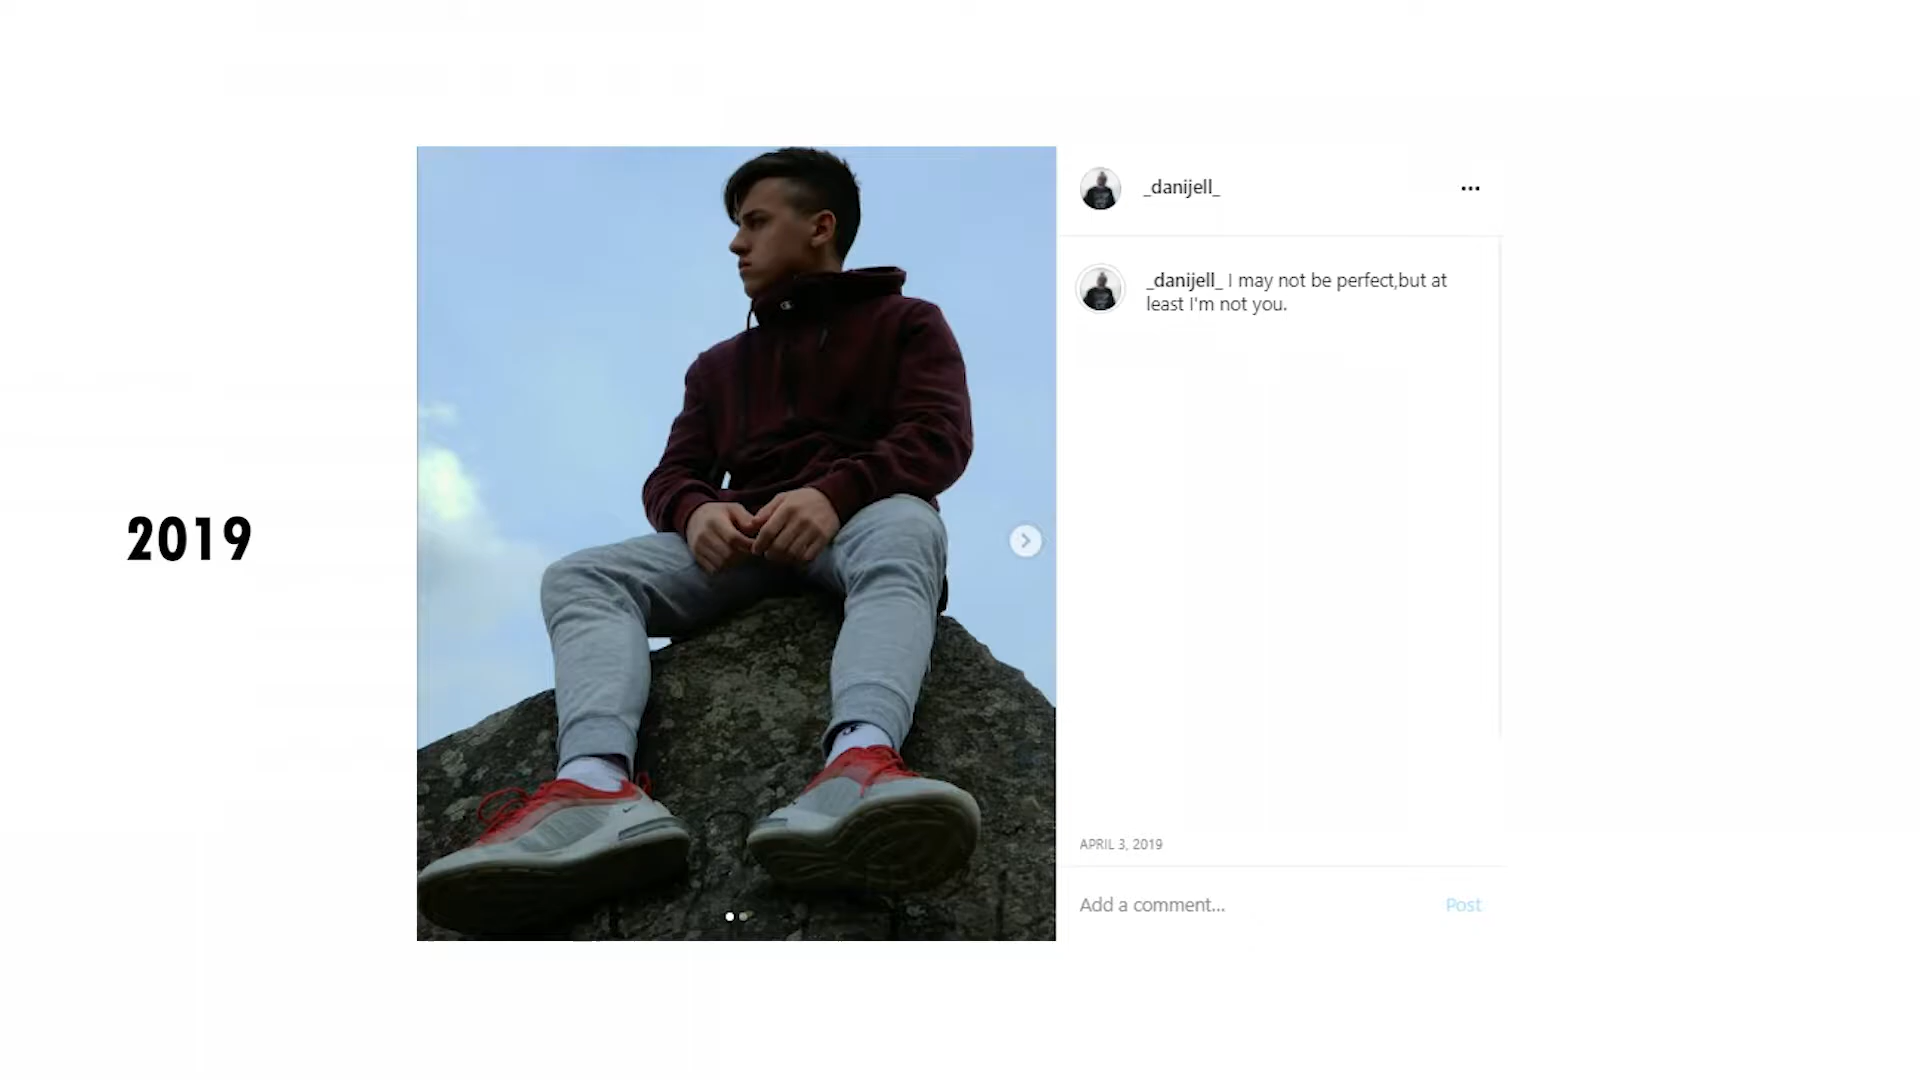 2019
_danijell_
_danijell_ I may not be perfect,but at
least I'm not you.
APRIL 3, 2019
Add a comment...
Post